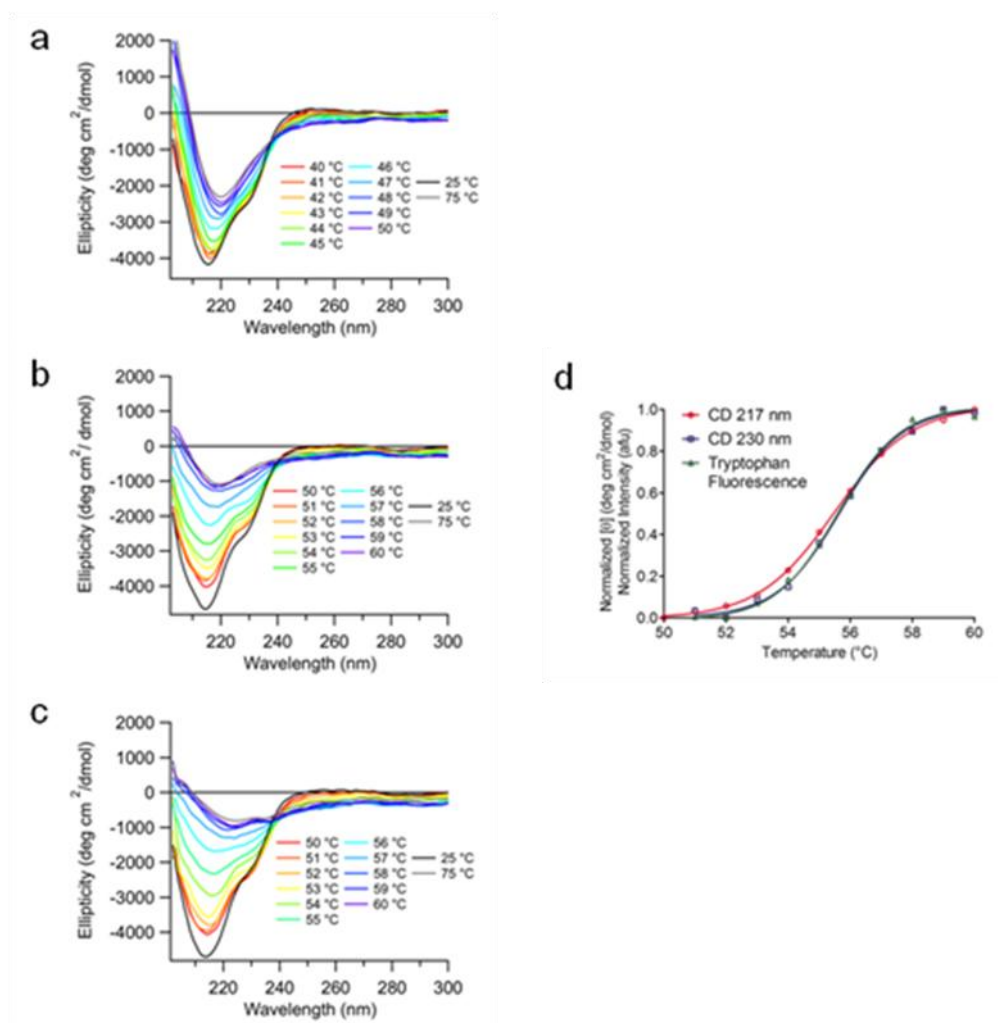 a
2000
1000
0
-1000
-2000
-3000
-4000
Ellipticity (deg cm²/dmol)
40 °C 46 °C
41 °C 47 °C 25 °C
42 °C 48 °C 75 °C
43 °C 49 °C
44 °C 50 °C
45 °C
220 240 260 280 300
Wavelength (nm)
b
2000
1000
0
-1000
-2000
-3000
-4000
Ellipticity (deg cm²/ dmol)
50 °C 56 °C
51 °C 57 °C 25 °C
52 °C 58 °C 75 °C
53 °C 59 °C
54 °C 60 °C
55 °C
220 240 260 280 300
Wavelength (nm)
d
1.0
0.8
0.6
0.4
0.2
0.0
Normalized [θ] (deg cm²/dmol)
Normalized Intensity (afu)
CD 217 nm
CD 230 nm
Tryptophan
Fluorescence
50 52 54 56 58 60
Temperature (°C)
c
2000
1000
0
-1000
-2000
-3000
-4000
Ellipticity (deg cm²/dmol)
50 °C 56 °C
51 °C 57 °C 25 °C
52 °C 58 °C 75 °C
53 °C 59 °C
54 °C 60 °C
55 °C
220 240 260 280 300
Wavelength (nm)